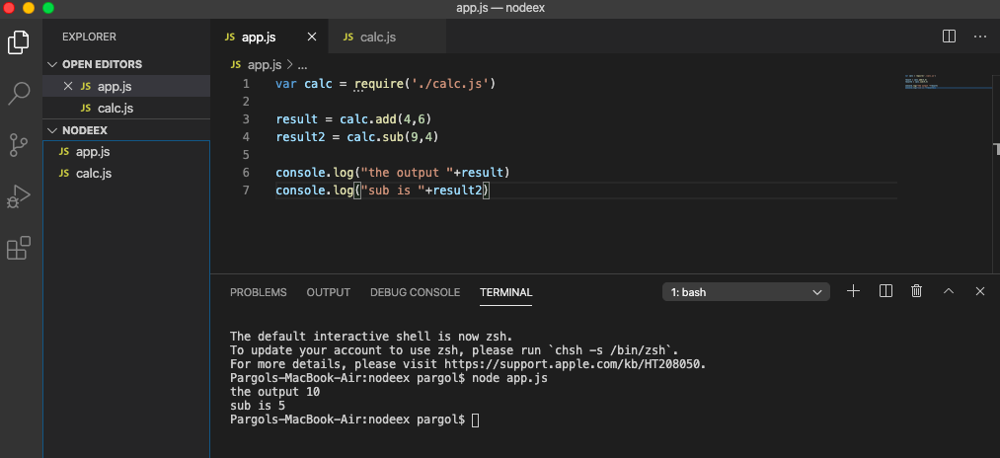 app.js — nodeex
EXPLORER
OPEN EDITORS
JS app.js
JS calc.js
NODEEX
JS app.js
JS calc.js
JS app.js
JS calc.js
JS app.js > ...
1 var calc = require('./calc.js')
2
3 result = calc.add(4,6)
4 result2 = calc.sub(9,4)
5
6 console.log("the output "+result)
7 console.log("sub is "+result2)
PROBLEMS OUTPUT DEBUG CONSOLE TERMINAL 1: bash
The default interactive shell is now zsh.
To update your account to use zsh, please run `chsh -s /bin/zsh`.
For more details, please visit https://support.apple.com/kb/HT208050.
Pargols-MacBook-Air:nodeex pargol$ node app.js
the output 10
sub is 5
Pargols-MacBook-Air:nodeex pargol$